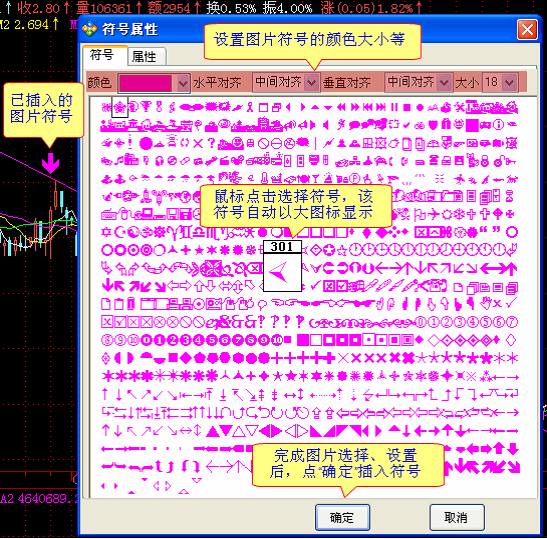 ↑收2.80↑量106361↑额2954↑换0.53% 振4.00% 涨(0.05)1.82%↑
M2 2.694↑ M
符号属性
设置图片符号的颜色大小等
符号 属性
颜色 水平对齐 中间对齐 垂直对齐 中间对齐 大小 18
已插入的
图片符号
鼠标点击选择符号，该
符号自动以大图标显示
301
完成图片选择、设置
后，点“确定”插入符号
A2 4640689.2
确定 取消